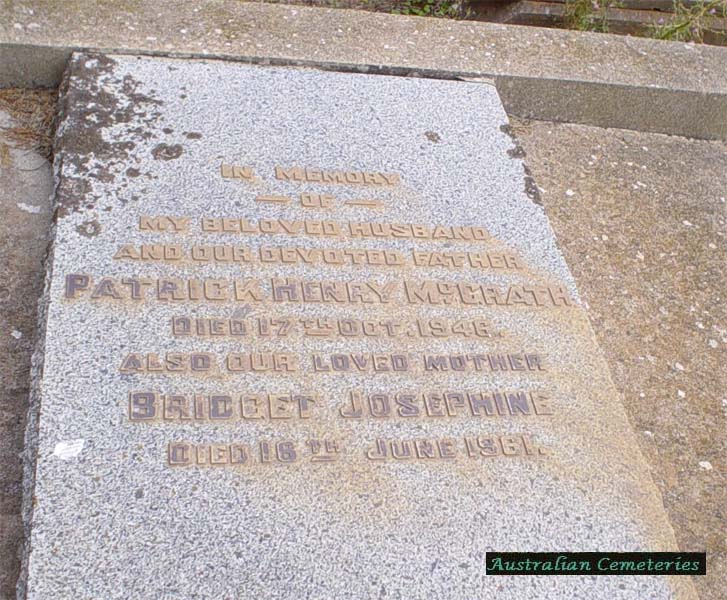 IN MEMORY
— OF —
MY BELOVED HUSBAND
AND OUR DEVOTED FATHER
PATRICK HENRY McGRATH
DIED 17TH OCT. 1946.
ALSO OUR LOVED MOTHER
BRIDGET JOSEPHINE
DIED 16TH JUNE 1961.
Australian Cemeteries